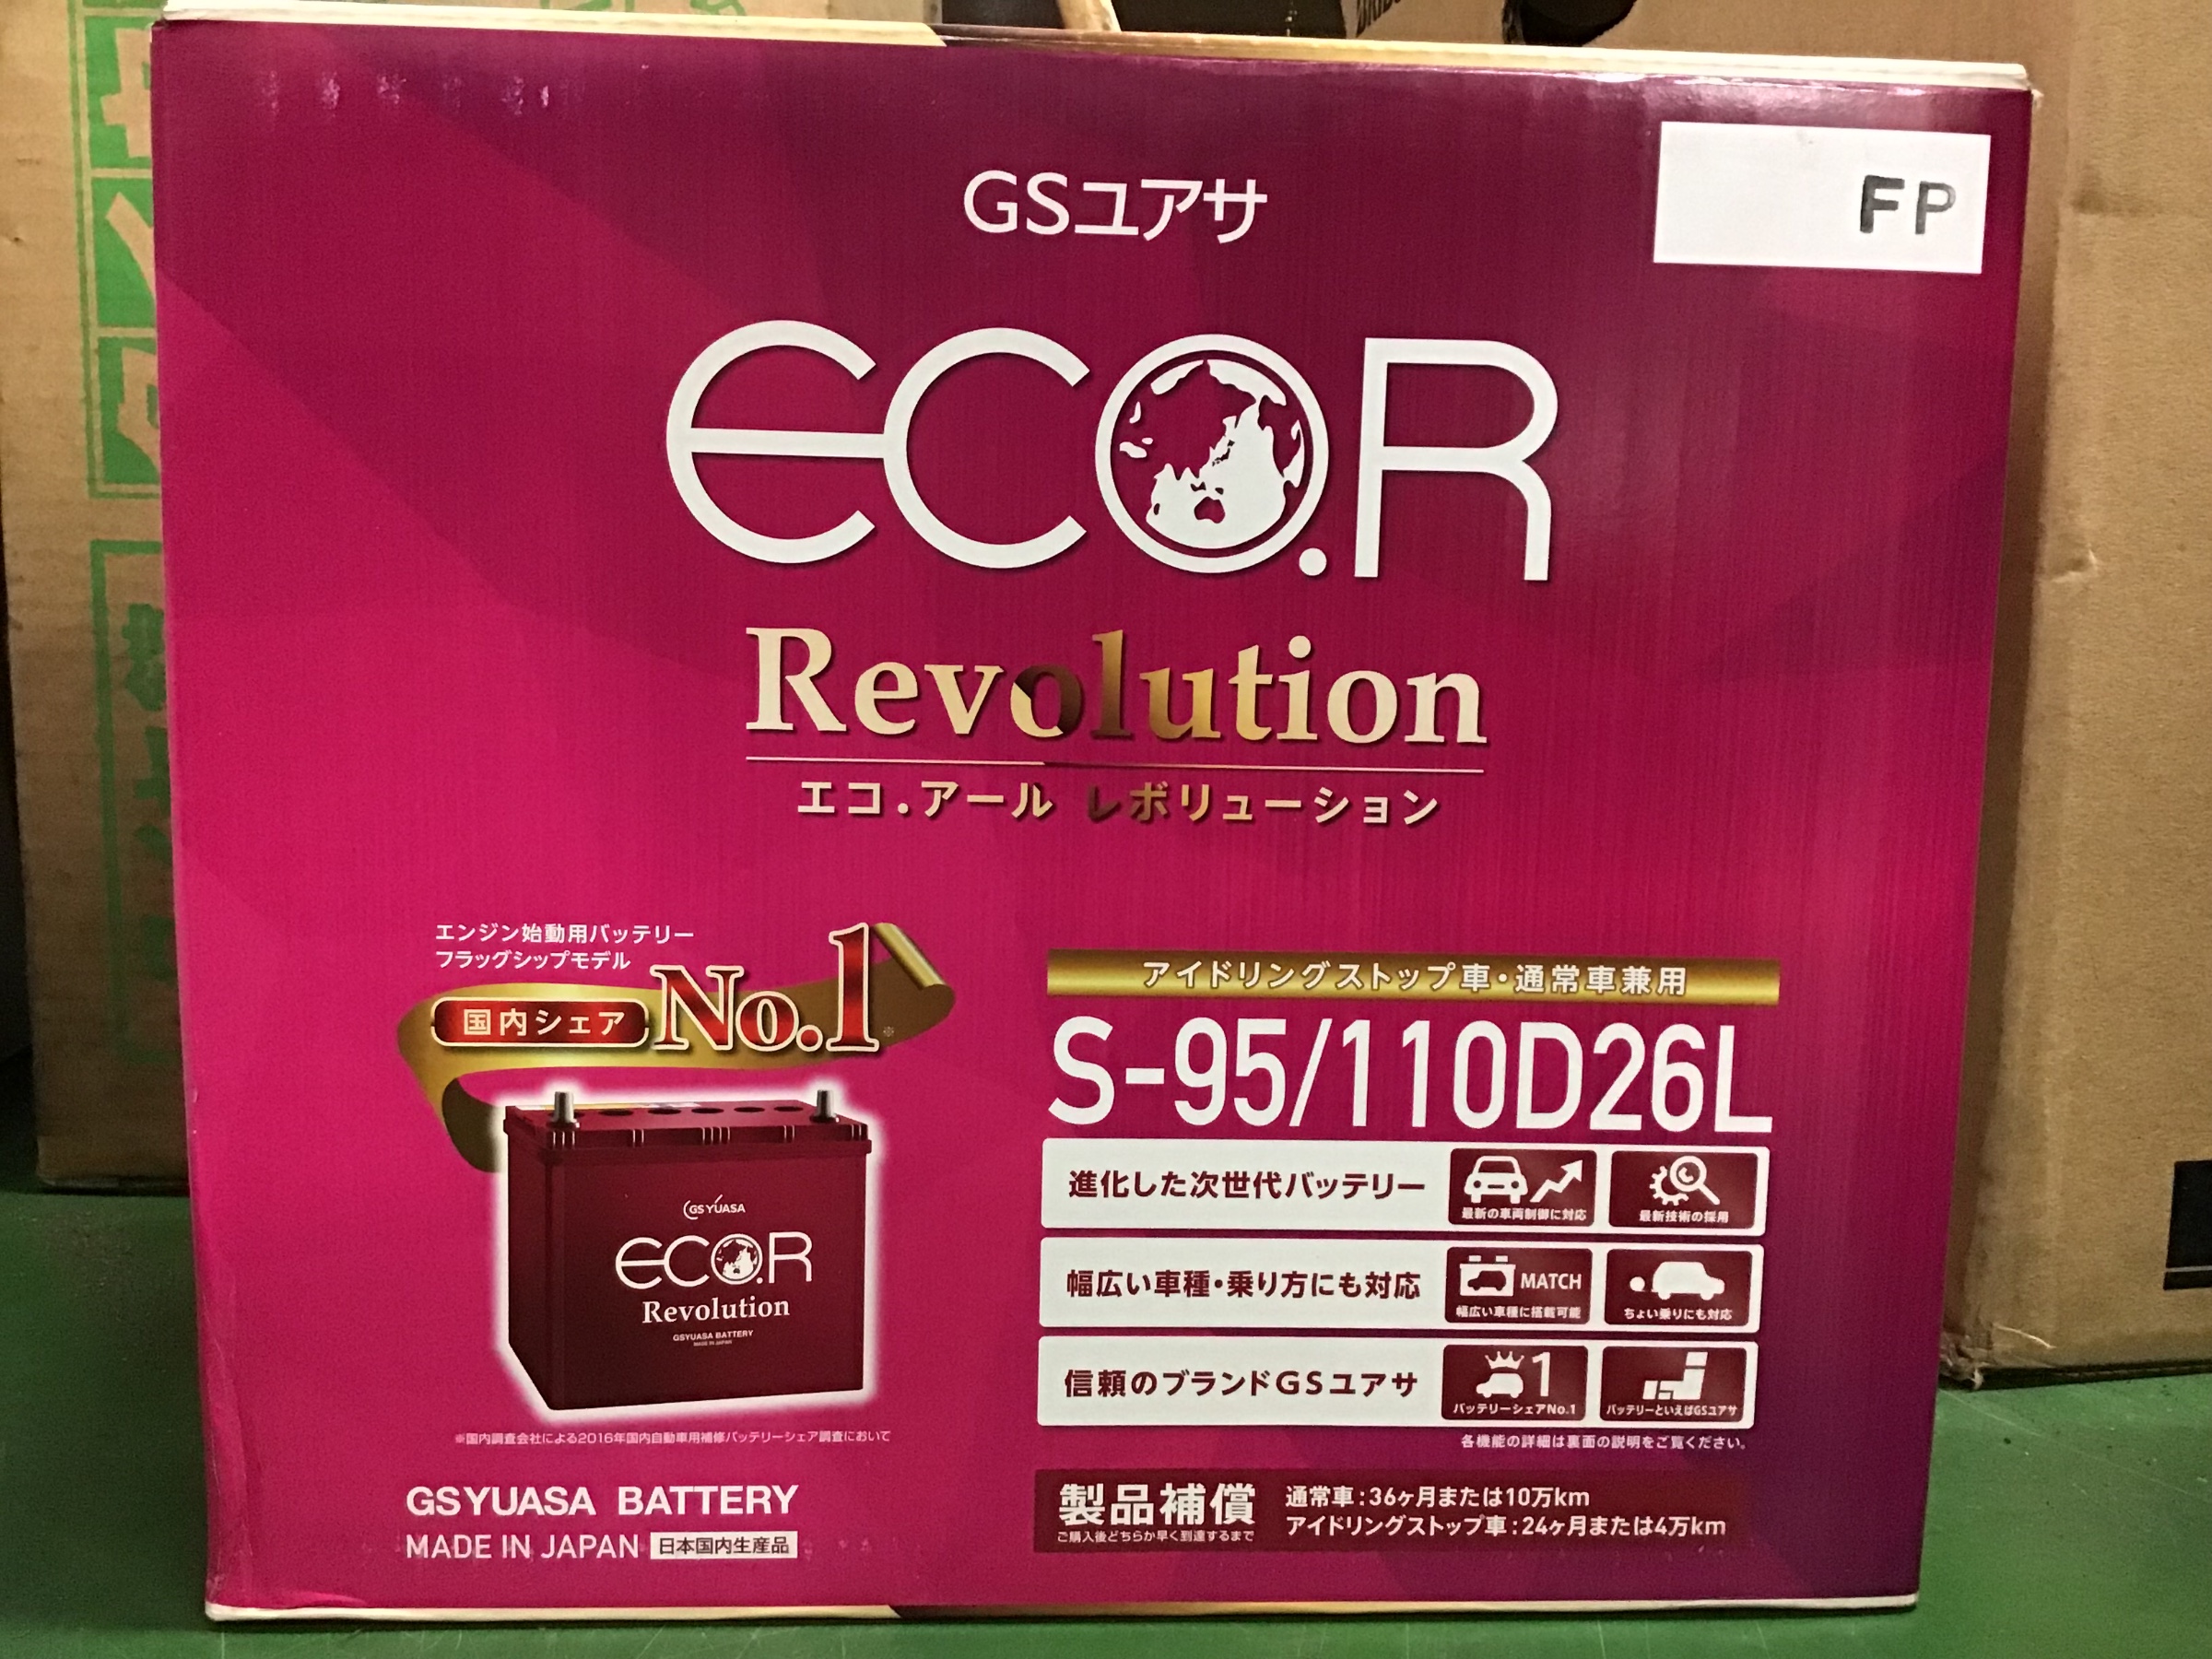 GSユアサ
FP
eCO.R
Revolution
エコ.アール レボリューション
エンジン始動用バッテリー
フラッグシップモデル
国内シェア No.1※
アイドリングストップ車・通常車兼用
S-95/110D26L
進化した次世代バッテリー
最新の車両制御に対応
最新技術の採用
幅広い車種・乗り方にも対応
MATCH
幅広い車種に搭載可能
ちょい乗りにも対応
信頼のブランドGSユアサ
1
バッテリーシェアNo.1
バッテリーといえばGSユアサ
各機能の詳細は裏面の説明をご覧ください。
GS YUASA
eCO.R
Revolution
GSYUASA BATTERY
MADE IN JAPAN
※国内調査会社による2016年国内自動車用補修バッテリーシェア調査において
GSYUASA BATTERY
MADE IN JAPAN 日本国内生産品
製品補償
ご購入後どちらか早く到達するまで
通常車:36ヶ月または10万km
アイドリングストップ車:24ヶ月または4万km